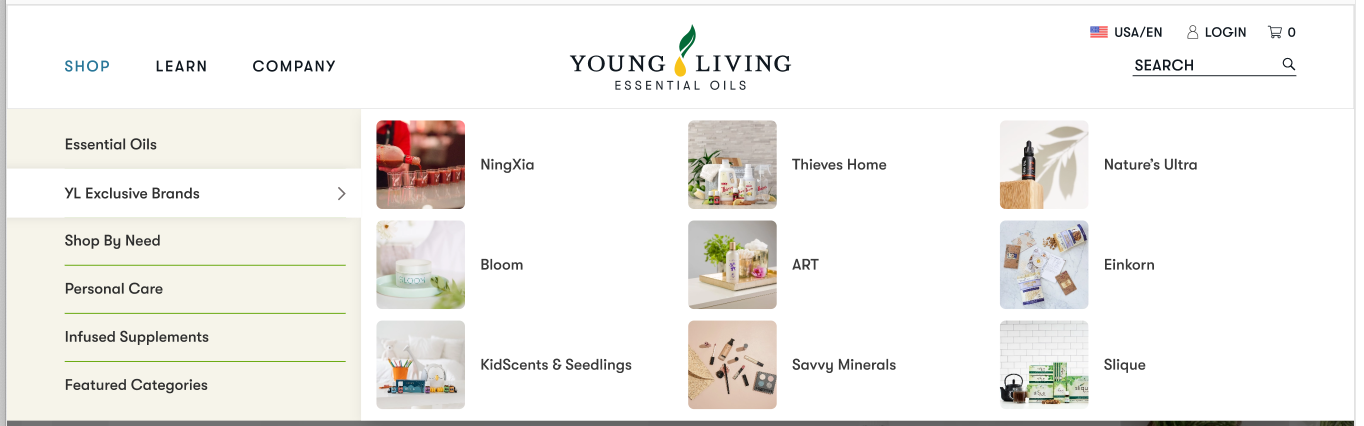 USA/EN
LOGIN
0
SHOP
LEARN
COMPANY
YOUNG LIVING
ESSENTIAL OILS
SEARCH
Essential Oils
YL Exclusive Brands
Shop By Need
Personal Care
Infused Supplements
Featured Categories
NingXia
Thieves Home
Nature's Ultra
Bloom
ART
Einkorn
KidScents & Seedlings
Savvy Minerals
Slique
slique